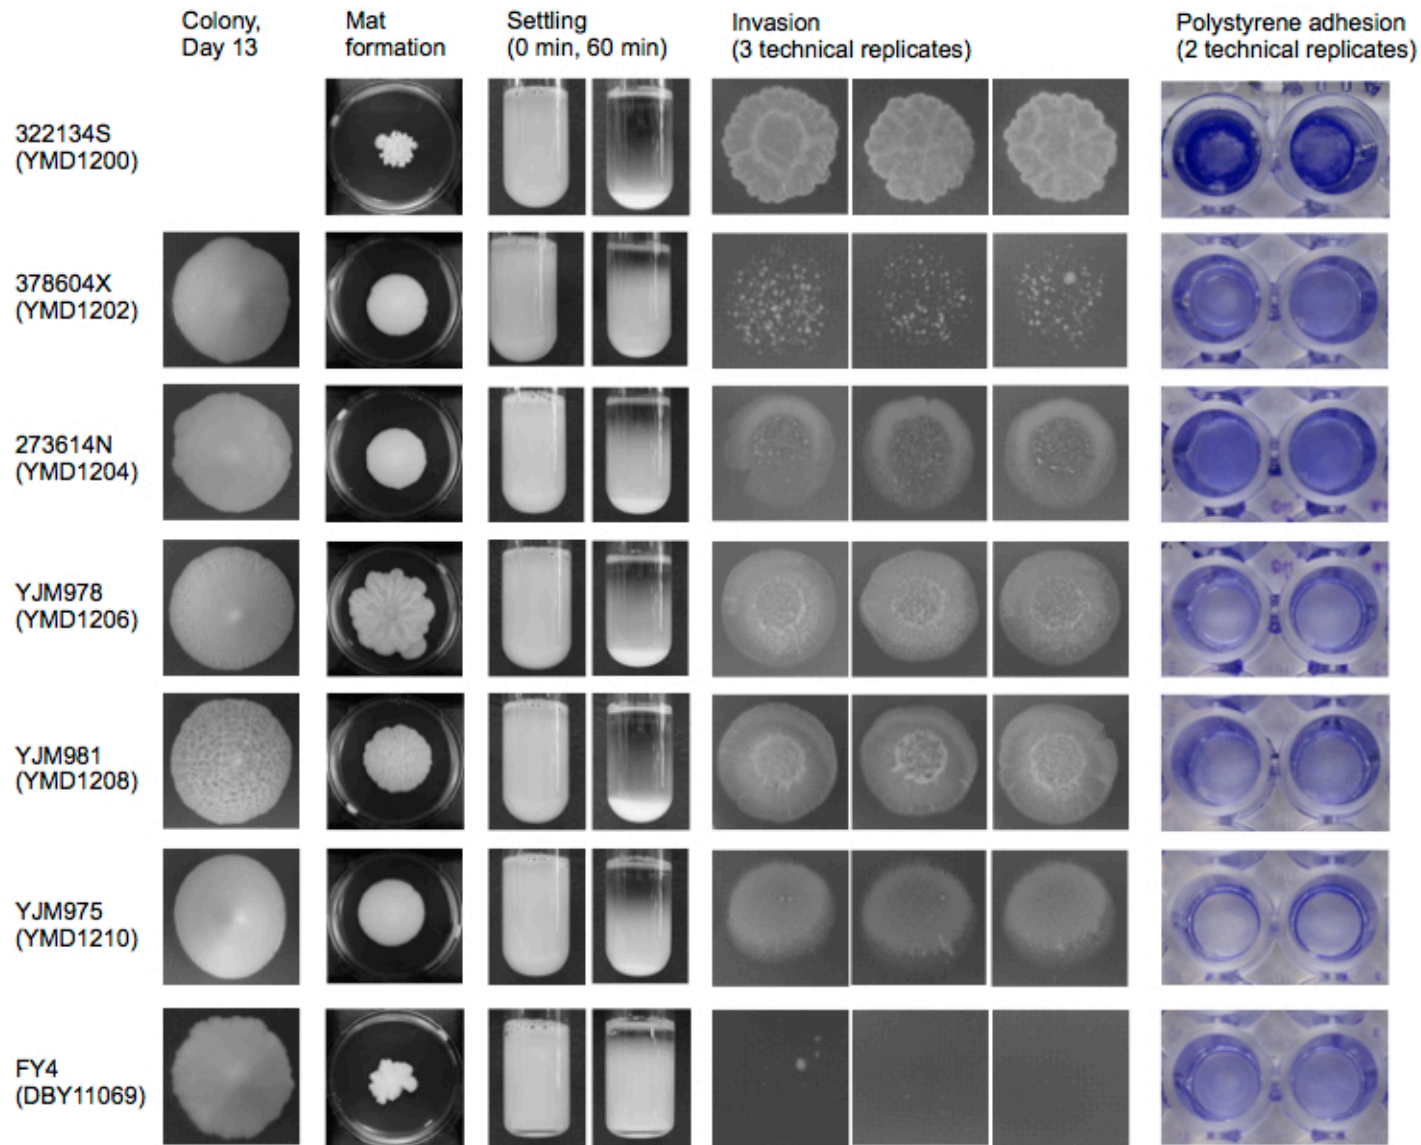 Colony,
Day 13
Mat
formation
Settling
(0 min, 60 min)
Invasion
(3 technical replicates)
Polystyrene adhesion
(2 technical replicates)
322134S
(YMD1200)
378604X
(YMD1202)
273614N
(YMD1204)
YJM978
(YMD1206)
YJM981
(YMD1208)
YJM975
(YMD1210)
FY4
(DBY11069)